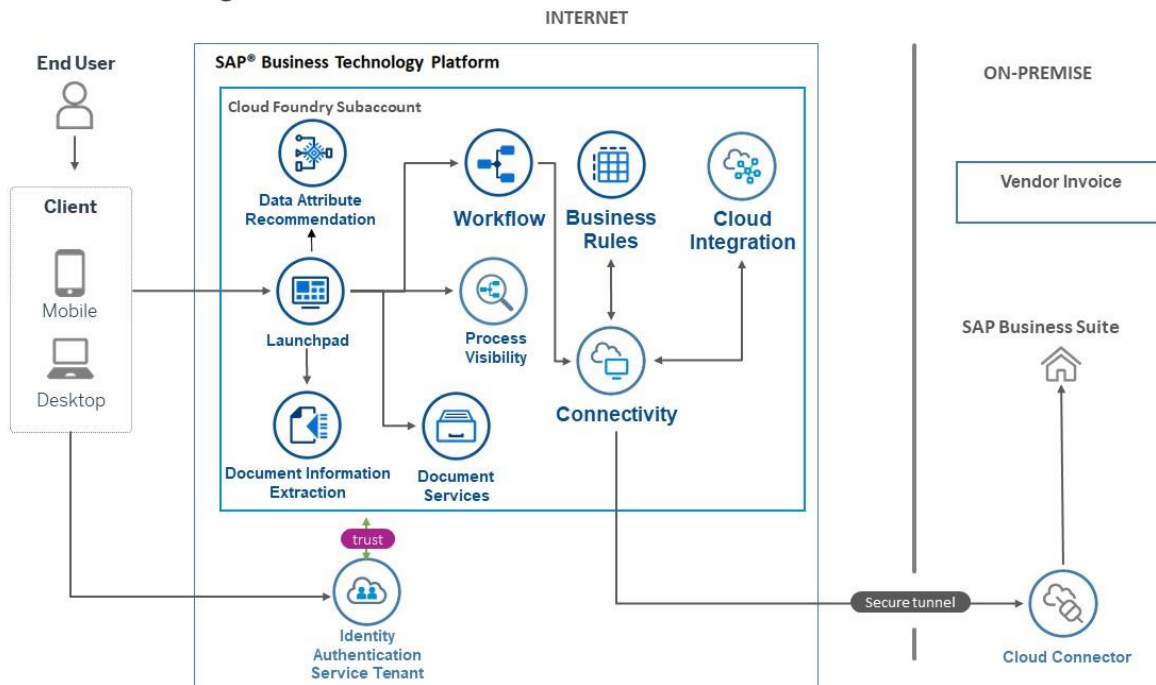 INTERNET
SAP® Business Technology Platform
End User
ON-PREMISE
Cloud Foundry Subaccount
Data Attribute
Recommendation
Workflow
Business
Rules
Cloud
Integration
Vendor Invoice
Client
Mobile
Desktop
Launchpad
Process
Visibility
Connectivity
SAP Business Suite
Document Information
Extraction
Document
Services
trust
Identity
Authentication
Service Tenant
Secure tunnel
Cloud Connector